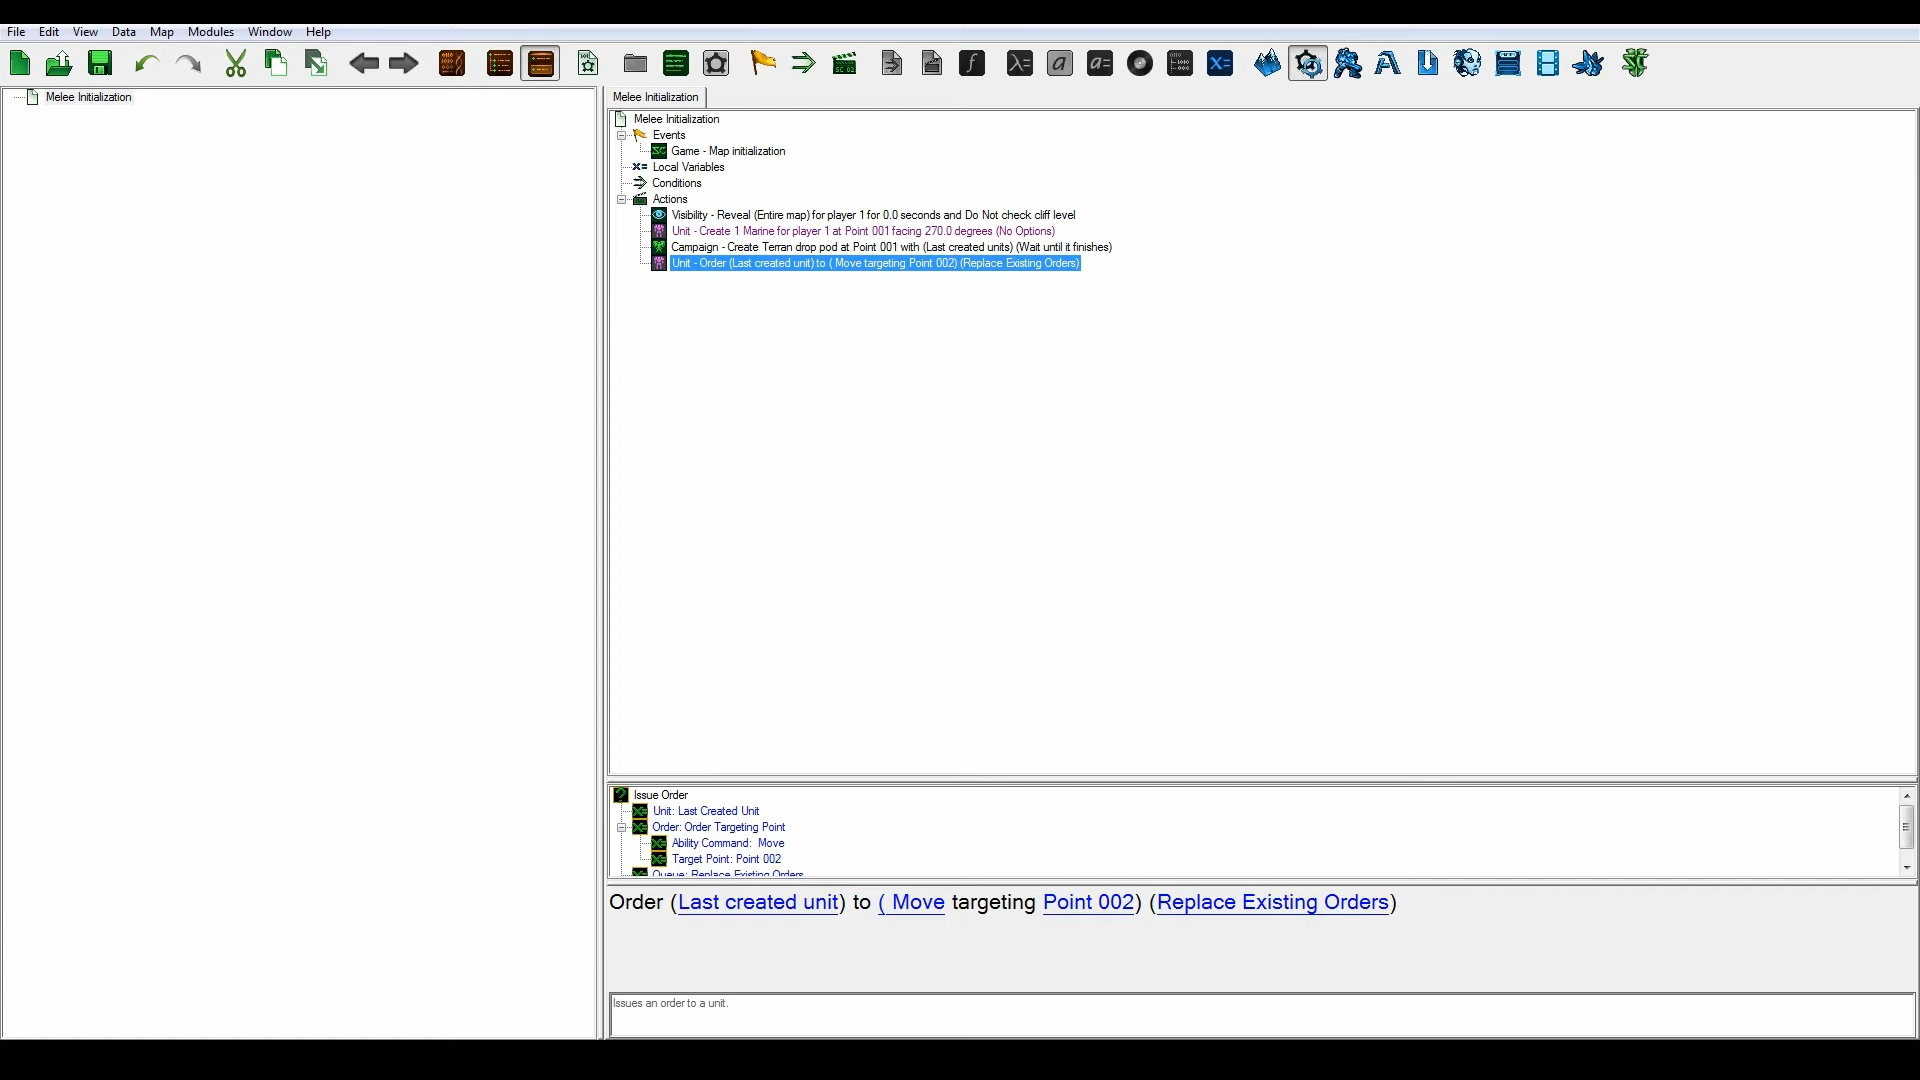 File Edit View Data Map Modules Window Help
Melee Initialization
Melee Initialization
Melee Initialization
Events
Game - Map initialization
Local Variables
Conditions
Actions
Visibility - Reveal (Entire map) for player 1 for 0.0 seconds and Do Not check cliff level
Unit - Create 1 Marine for player 1 at Point 001 facing 270.0 degrees (No Options)
Campaign - Create Terran drop pod at Point 001 with (Last created units) (Wait until it finishes)
Unit - Order (Last created unit) to ( Move targeting Point 002) (Replace Existing Orders)
Issue Order
Unit: Last Created Unit
Order: Order Targeting Point
Ability Command:  Move
Target Point: Point 002
Queue: Replace Existing Orders
Order (Last created unit) to ( Move targeting Point 002) (Replace Existing Orders)
Issues an order to a unit.